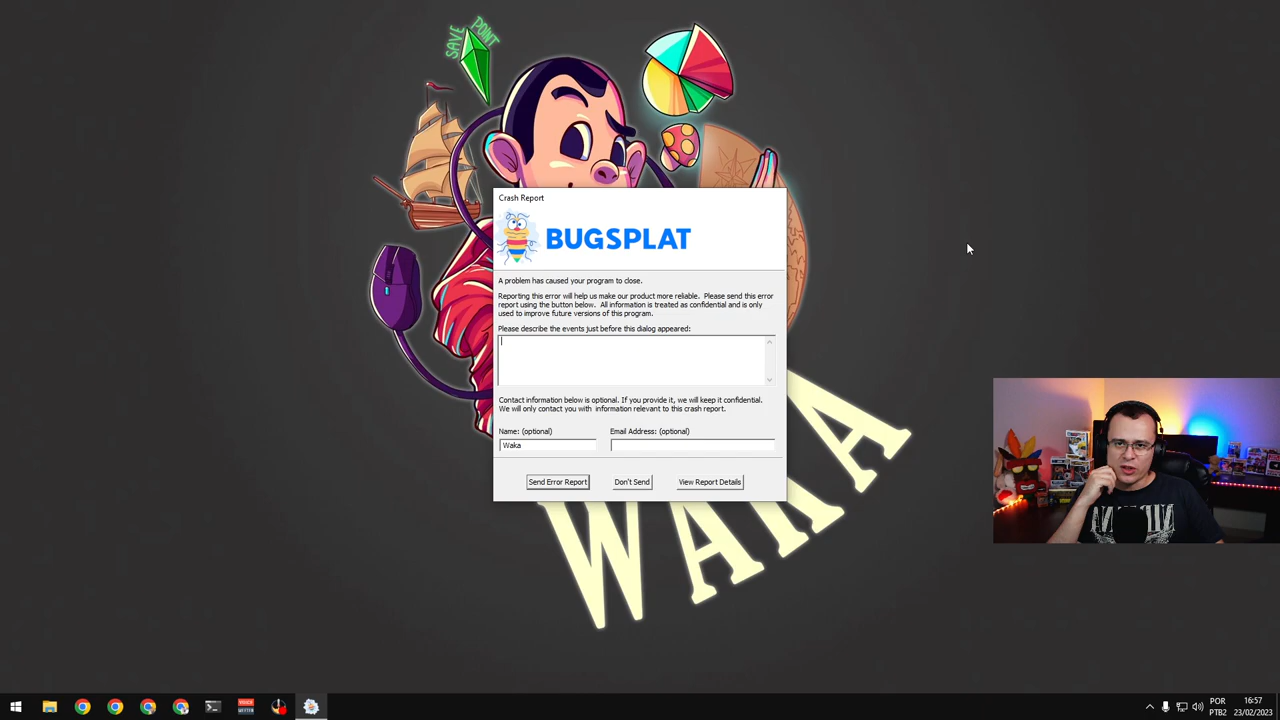 SAVE POINT
Crash Report
BUGSPLAT
A problem has caused your program to close.
Reporting this error will help us make our product more reliable. Please send this error
report using the button below. All information is treated as confidential and is only
used to improve future versions of this program.
Please describe the events just before this dialog appeared:
Contact information below is optional. If you provide it, we will keep it confidential.
We will only contact you with information relevant to this crash report.
Name: (optional)
Email Address: (optional)
Waka
Send Error Report
Don't Send
View Report Details
WAKA
POR
PTB2
16:57
23/02/2023